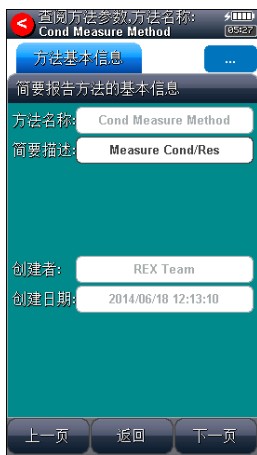 查阅方法参数,方法名称:
Cond Measure Method
05:27
方法基本信息
...
简要报告方法的基本信息
方法名称: Cond Measure Method
简要描述: Measure Cond/Res
创建者: REX Team
创建日期: 2014/06/18 12:13:10
上一页 返回 下一页